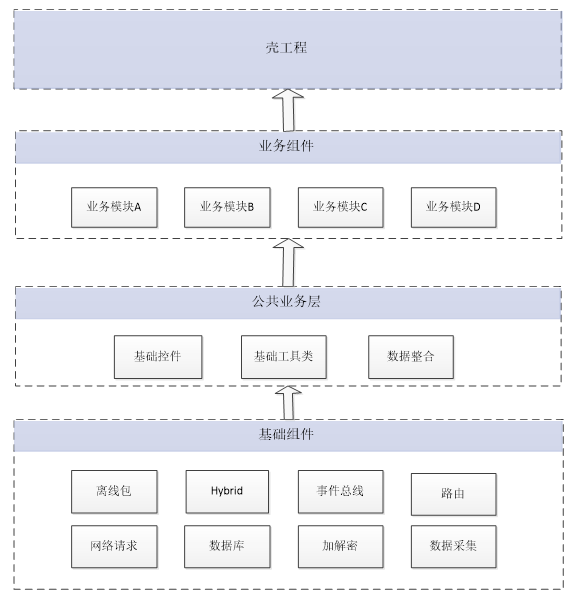 壳工程
业务组件
业务模块A 业务模块B 业务模块C 业务模块D
公共业务层
基础控件 基础工具类 数据整合
基础组件
离线包 Hybrid 事件总线 路由
网络请求 数据库 加解密 数据采集